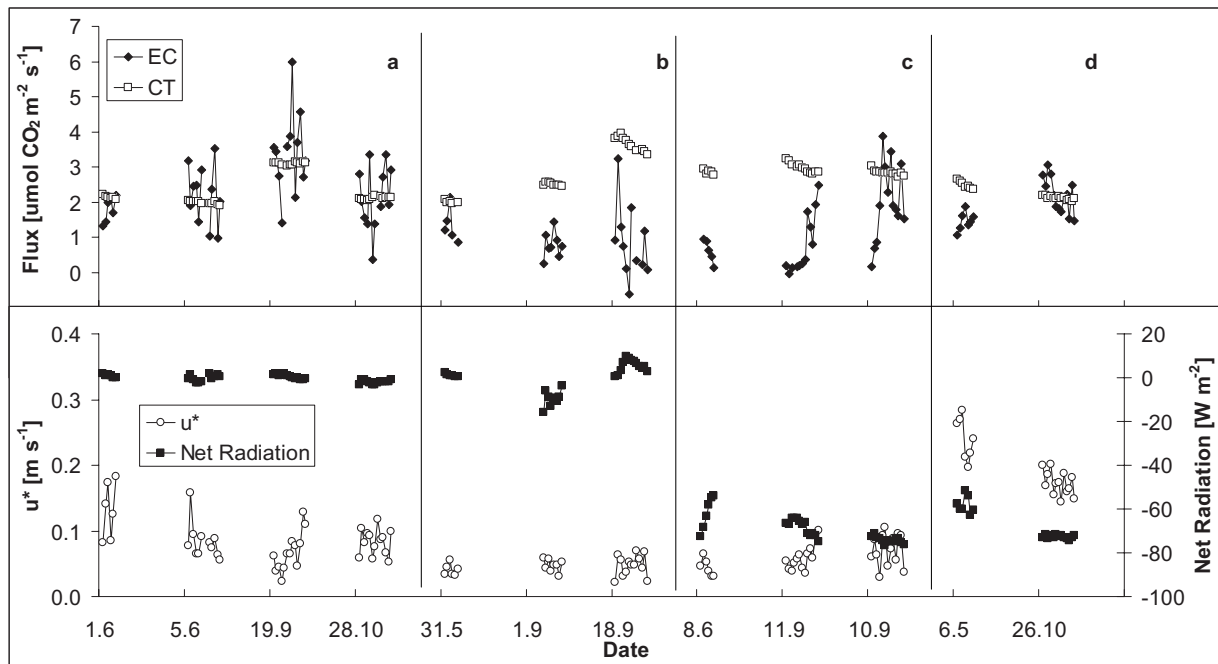 7
6
5
4
3
2
1
0
Flux [umol CO₂ m⁻² s⁻¹]
EC
CT
a
b
c
d
0.4
0.3
0.2
0.1
0.0
u* [m s⁻¹]
u*
Net Radiation
20
0
-20
-40
-60
-80
-100
Net Radiation [W m⁻²]
1.6 5.6 19.9 28.10 31.5 1.9 18.9 8.6 11.9 10.9 6.5 26.10
Date